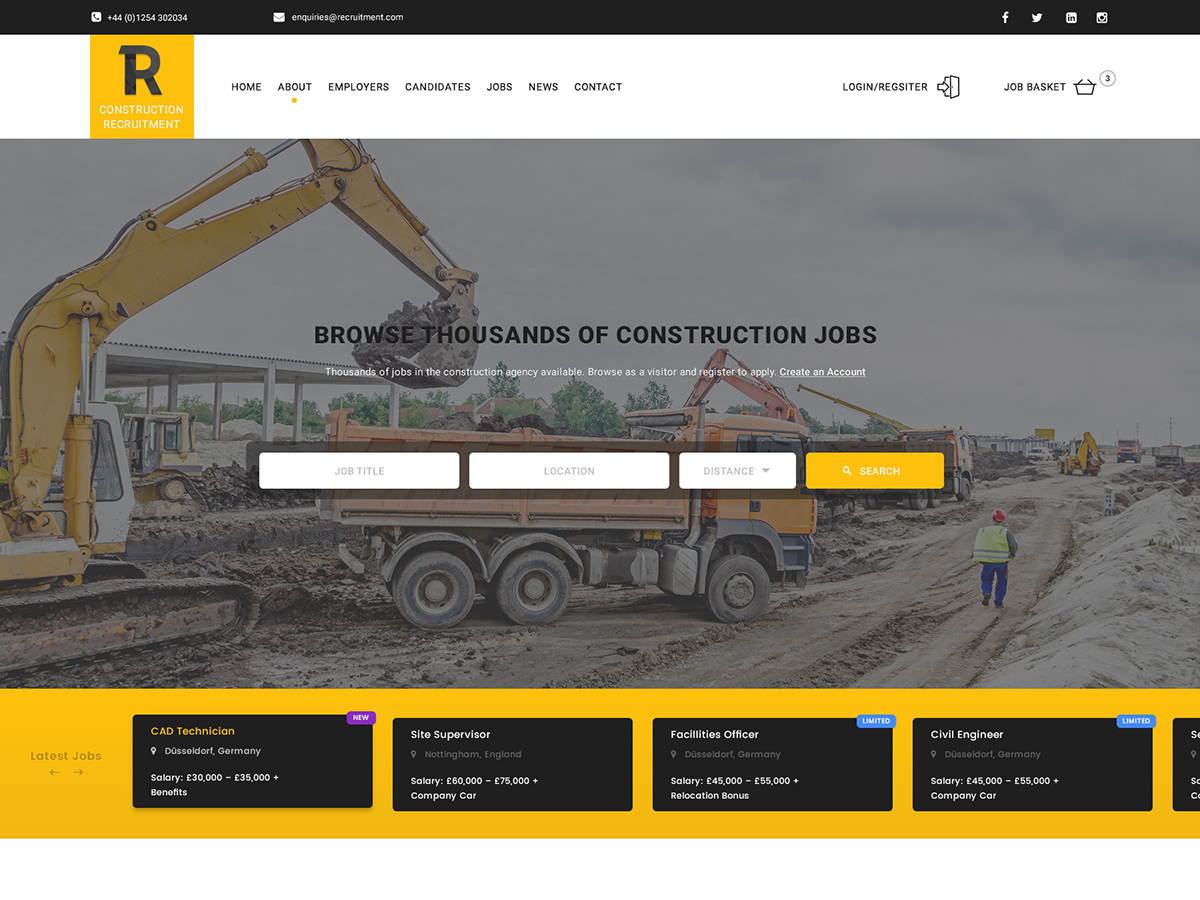 +44 (0)1254 302034
enquiries@recruitment.com
R
CONSTRUCTION
RECRUITMENT
HOME
ABOUT
EMPLOYERS
CANDIDATES
JOBS
NEWS
CONTACT
LOGIN/REGSITER
JOB BASKET
3
BROWSE THOUSANDS OF CONSTRUCTION JOBS
Thousands of jobs in the construction agency available. Browse as a visitor and register to apply. Create an Account
JOB TITLE
LOCATION
DISTANCE
SEARCH
Latest Jobs
NEW
CAD Technician
Düsseldorf, Germany
Salary: £30,000 – £35,000 +
Benefits
Site Supervisor
Nottingham, England
Salary: £60,000 – £75,000 +
Company Car
LIMITED
Facillities Officer
Düsseldorf, Germany
Salary: £45,000 – £55,000 +
Relocation Bonus
LIMITED
Civil Engineer
Düsseldorf, Germany
Salary: £45,000 – £55,000 +
Company Car